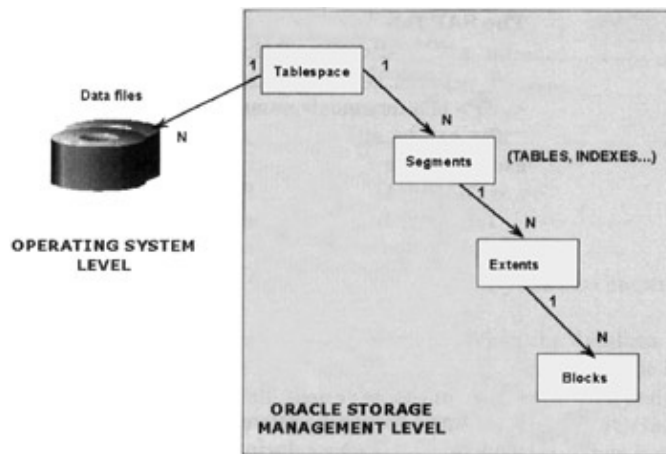 1
Tablespace
1
Data files
N
N
Segments
(TABLES, INDEXES...)
1
OPERATING SYSTEM
LEVEL
N
Extents
1
N
Blocks
ORACLE STORAGE
MANAGEMENT LEVEL